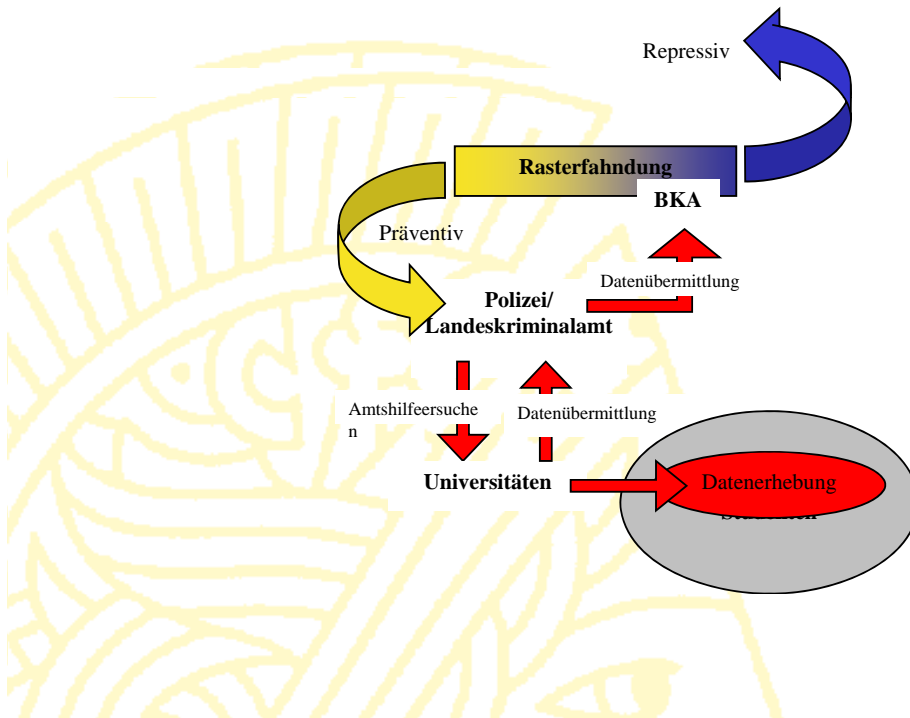 Repressiv
Rasterfahndung
BKA
Präventiv
Datenübermittlung
Polizei/
Landeskriminalamt
Amtshilfeersuche
n
Datenübermittlung
Universitäten
Datenerhebung